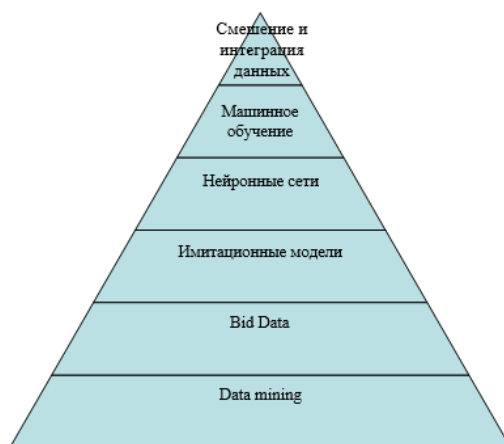 Смешение и
интеграция
данных
Машинное
обучение
Нейронные сети
Имитационные модели
Bid Data
Data mining